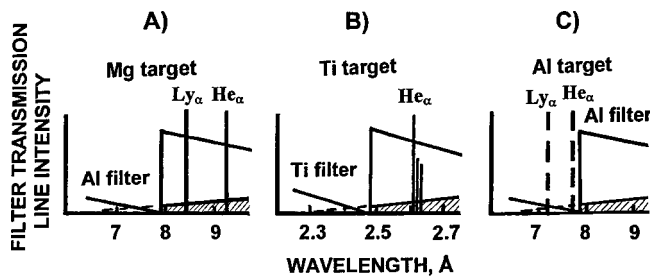 A)
B)
C)
FILTER TRANSMISSION
LINE INTENSITY
Mg target
Lyα Heα
Al filter
7 8 9
Ti target
Heα
Ti filter
2.3 2.5 2.7
Al target
Lyα Heα
Al filter
7 8 9
WAVELENGTH, Å